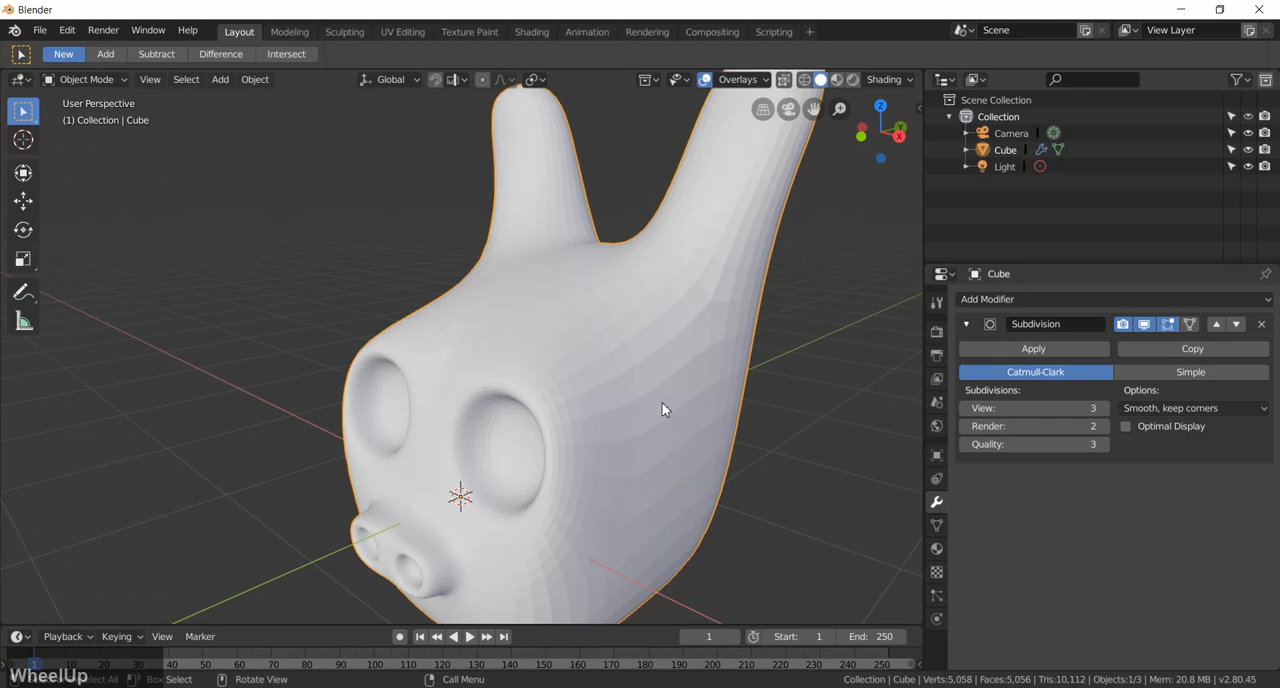 Blender
File Edit Render Window Help Layout Modeling Sculpting UV Editing Texture Paint Shading Animation Rendering Compositing Scripting + Scene View Layer
New Add Subtract Difference Intersect
Object Mode View Select Add Object Global Overlays Shading
User Perspective
(1) Collection | Cube
Z
Y
X
Scene Collection
Collection
Camera
Cube
Light
Cube
Add Modifier
Subdivision
Apply Copy
Catmull-Clark Simple
Subdivisions: Options:
View: 3 Smooth, keep corners
Render: 2 Optimal Display
Quality: 3
Playback Keying View Marker 1 Start: 1 End: 250
1 10 20 30 40 50 60 70 80 90 100 110 120 130 140 150 160 170 180 190 200 210 220 230 240 250
WheelUp
Select All Box Select Rotate View Call Menu Collection | Cube | Verts:5,058 | Faces:5,056 | Tris:10,112 | Objects:1/3 | Mem: 20.8 MB | v2.80.45